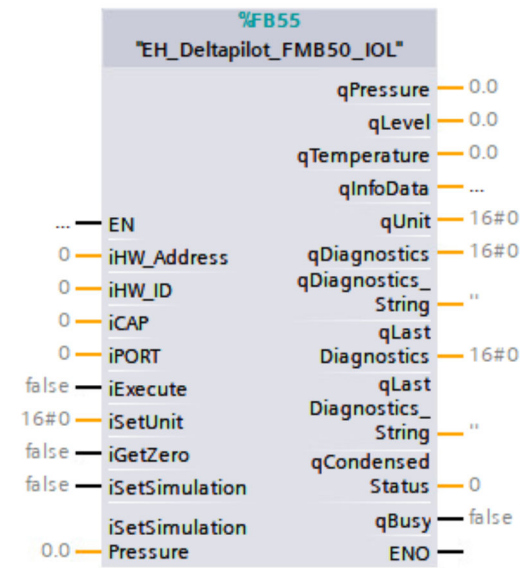 %FB55
"EH_Deltapilot_FMB50_IOL"
qPressure 0.0
qLevel 0.0
qTemperature 0.0
qInfoData ...
... EN qUnit 16#0
0 iHW_Address qDiagnostics 16#0
0 iHW_ID qDiagnostics_
String ''
0 iCAP qLast
0 iPORT Diagnostics 16#0
false iExecute qLast
16#0 iSetUnit Diagnostics_
String ''
false iGetZero qCondensed
false iSetSimulation Status 0
iSetSimulation qBusy false
0.0 Pressure ENO